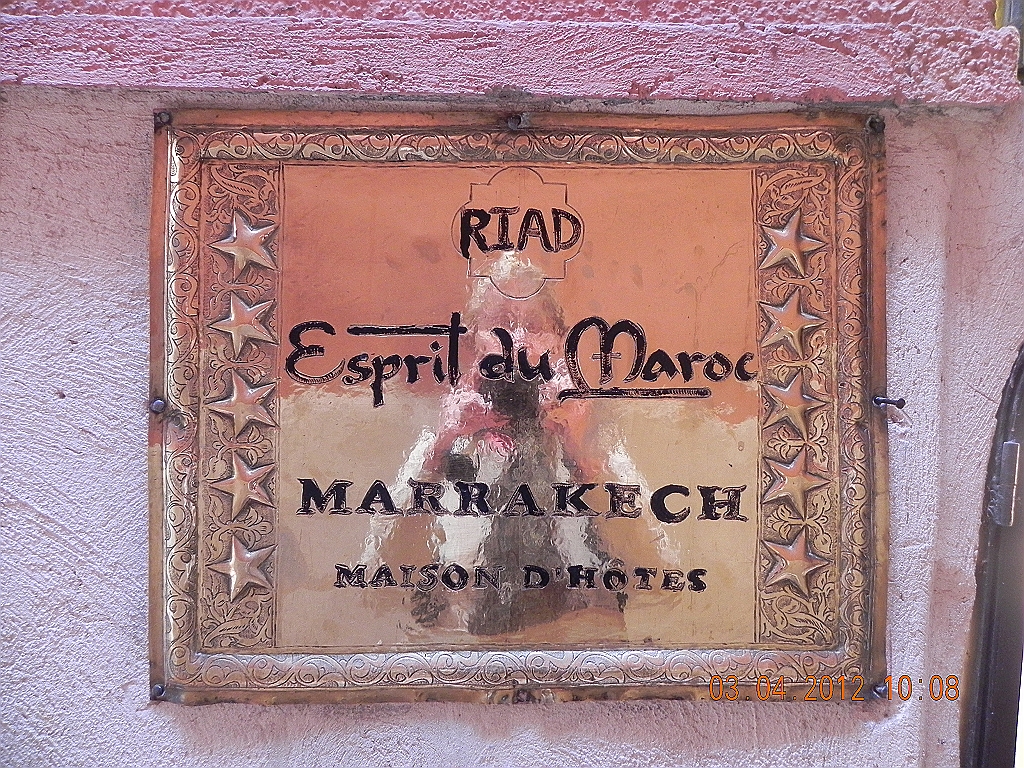 RIAD
Esprit du Maroc
MARRAKECH
MAISON D'HÔTES
03.04.2012 10:08